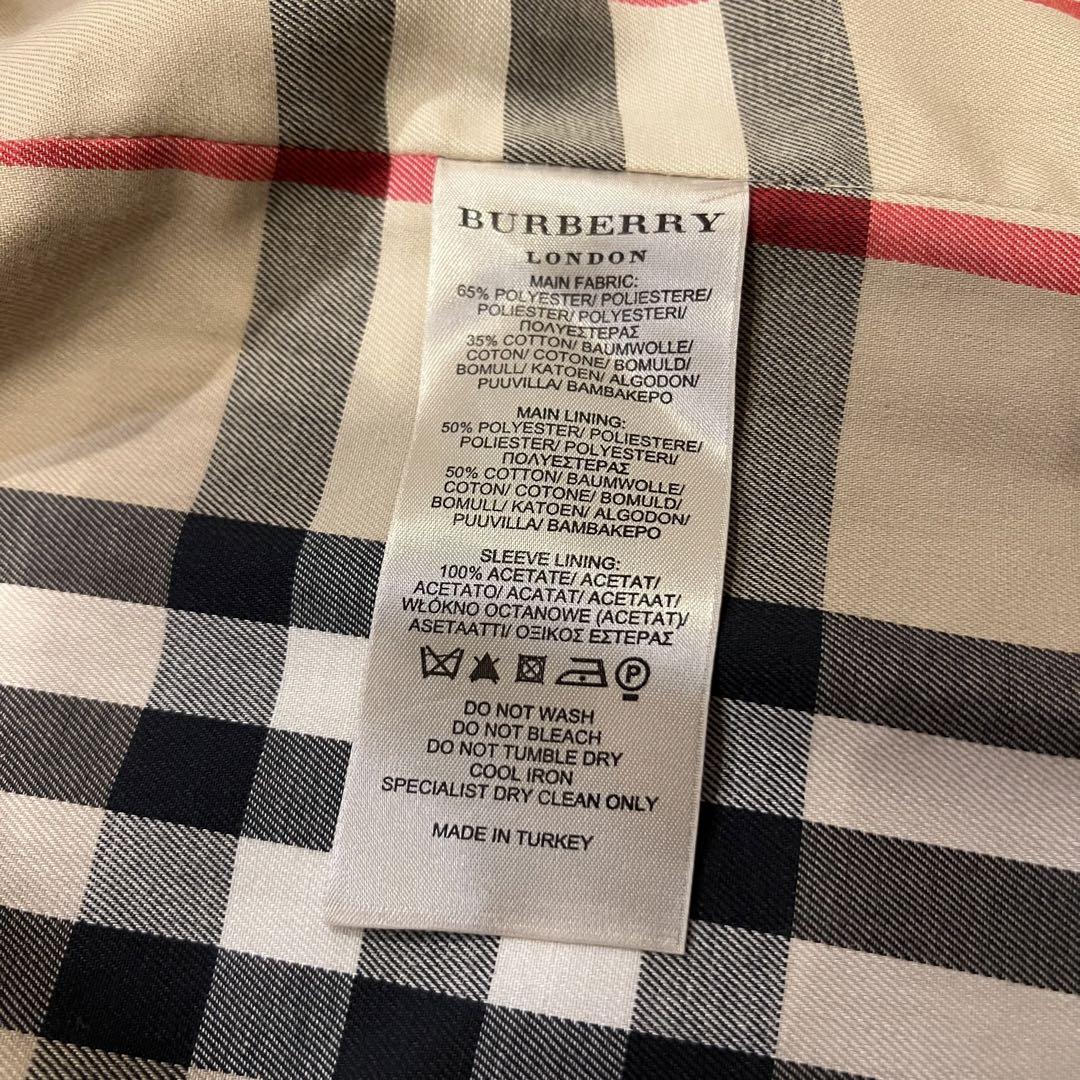 BURBERRY
LONDON
MAIN FABRIC:
65% POLYESTER/ POLIESTERE/
POLIESTER/ POLYESTERI/
ΠΟΛΥΕΣΤΕΡΑΣ
35% COTTON/ BAUMWOLLE/
COTON/ COTONE/ BOMULD/
BOMULL/ KATOEN/ ALGODON/
PUUVILLA/ BAMBAKEPO
MAIN LINING:
50% POLYESTER/ POLIESTERE/
POLIESTER/ POLYESTERI/
ΠΟΛΥΕΣΤΕΡΑΣ
50% COTTON/ BAUMWOLLE/
COTON/ COTONE/ BOMULD/
BOMULL/ KATOEN/ ALGODON/
PUUVILLA/ BAMBAKEPO
SLEEVE LINING:
100% ACETATE/ ACETAT/
ACETATO/ ACATAT/ ACETAAT/
WŁÓKNO OCTANOWE (ACETAT)/
ASETAATTI/ ΟΞΙΚΟΣ ΕΣΤΕΡΑΣ
P
DO NOT WASH
DO NOT BLEACH
DO NOT TUMBLE DRY
COOL IRON
SPECIALIST DRY CLEAN ONLY
MADE IN TURKEY